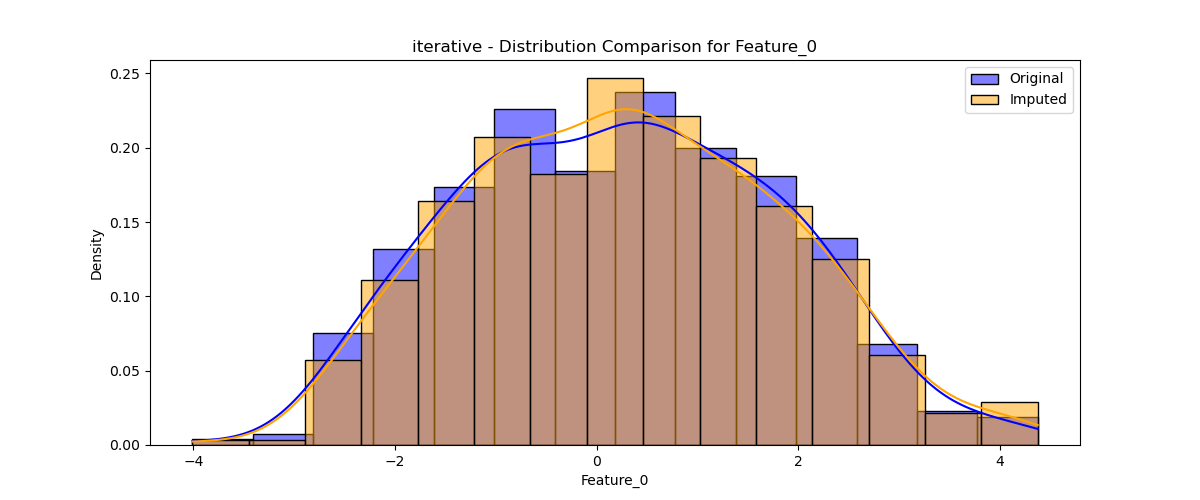 iterative - Distribution Comparison for Feature_0
Original
Imputed
Density
0.25
0.20
0.15
0.10
0.05
0.00
−4
−2
0
2
4
Feature_0